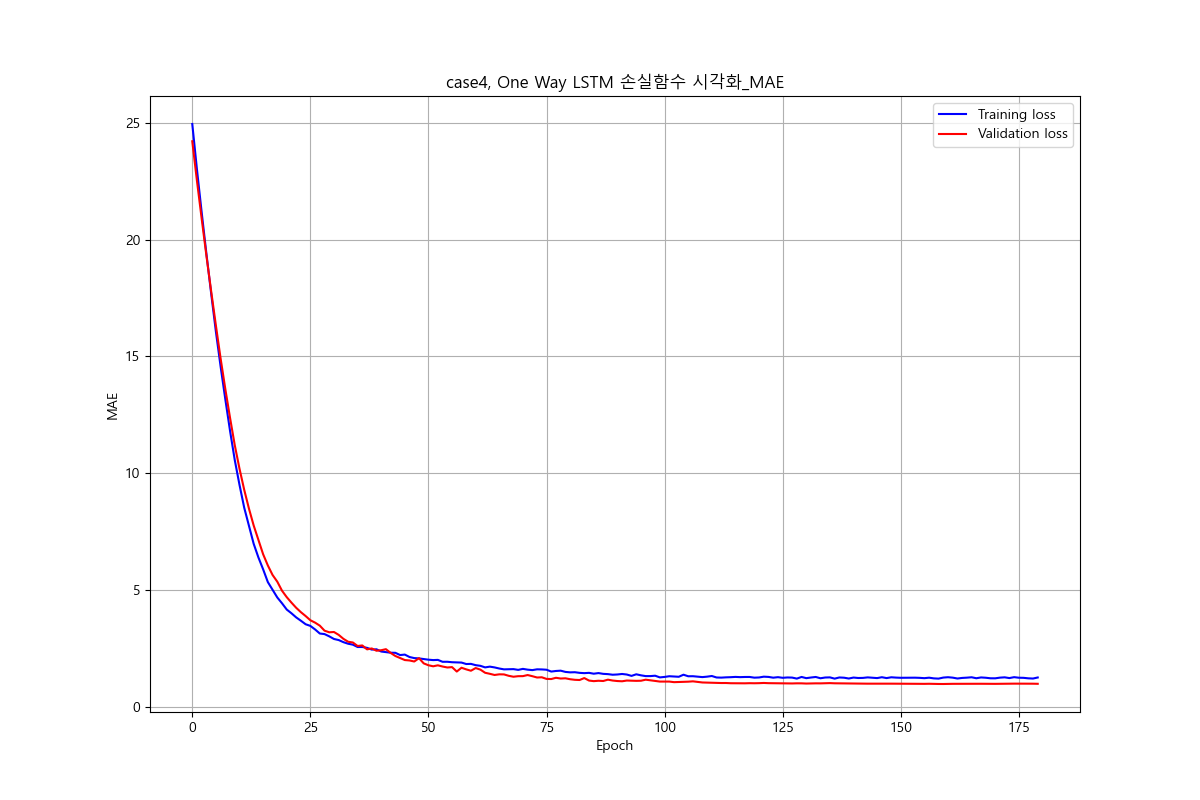 case4, One Way LSTM 손실함수 시각화_MAE
Training loss
Validation loss
25
20
15
10
5
0
MAE
0 25 50 75 100 125 150 175
Epoch